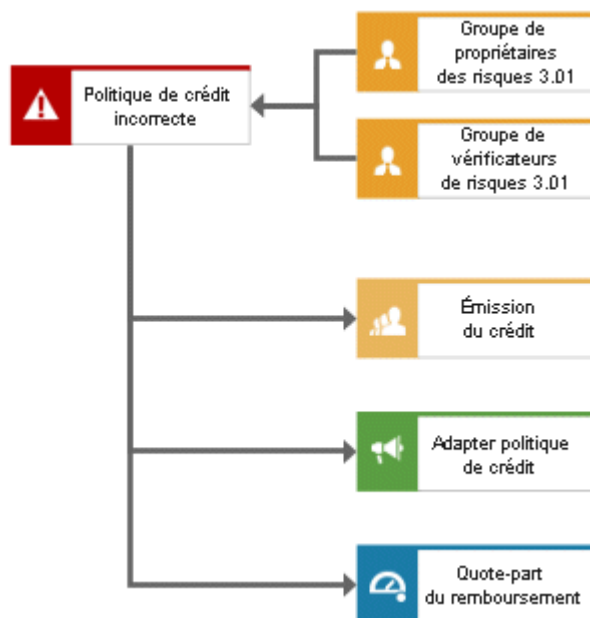 Groupe de
propriétaires
des risques 3.01
Politique de crédit
incorrecte
Groupe de
vérificateurs
de risques 3.01
Émission
du crédit
Adapter politique
de crédit
Quote-part
du remboursement